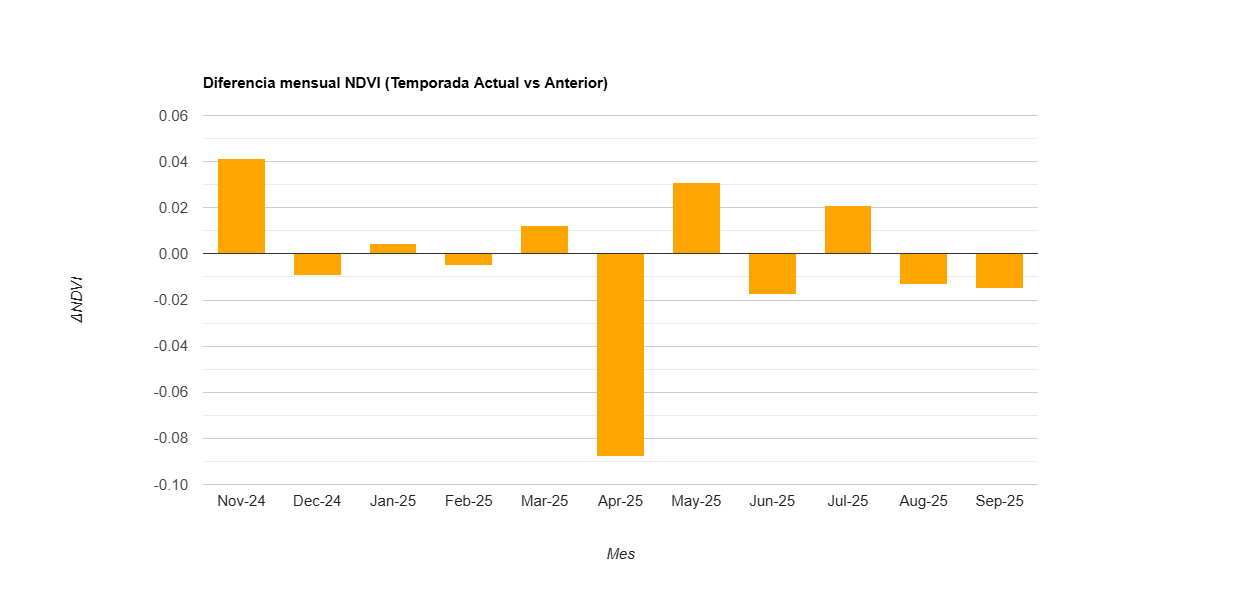 Diferencia mensual NDVI (Temporada Actual vs Anterior)
0.06
0.04
0.02
0.00
-0.02
-0.04
-0.06
-0.08
-0.10
ΔNDVI
Nov-24 Dec-24 Jan-25 Feb-25 Mar-25 Apr-25 May-25 Jun-25 Jul-25 Aug-25 Sep-25
Mes